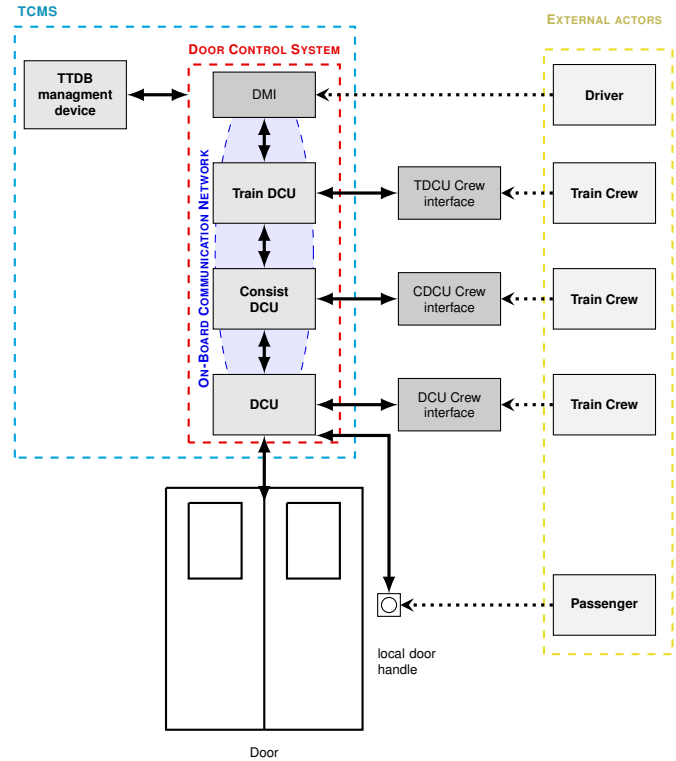 TCMS
EXTERNAL ACTORS
DOOR CONTROL SYSTEM
TTDB
managment
device
DMI
Driver
ON-BOARD COMMUNICATION NETWORK
Train DCU
TDCU Crew
interface
Train Crew
Consist
DCU
CDCU Crew
interface
Train Crew
DCU
DCU Crew
interface
Train Crew
Passenger
local door
handle
Door